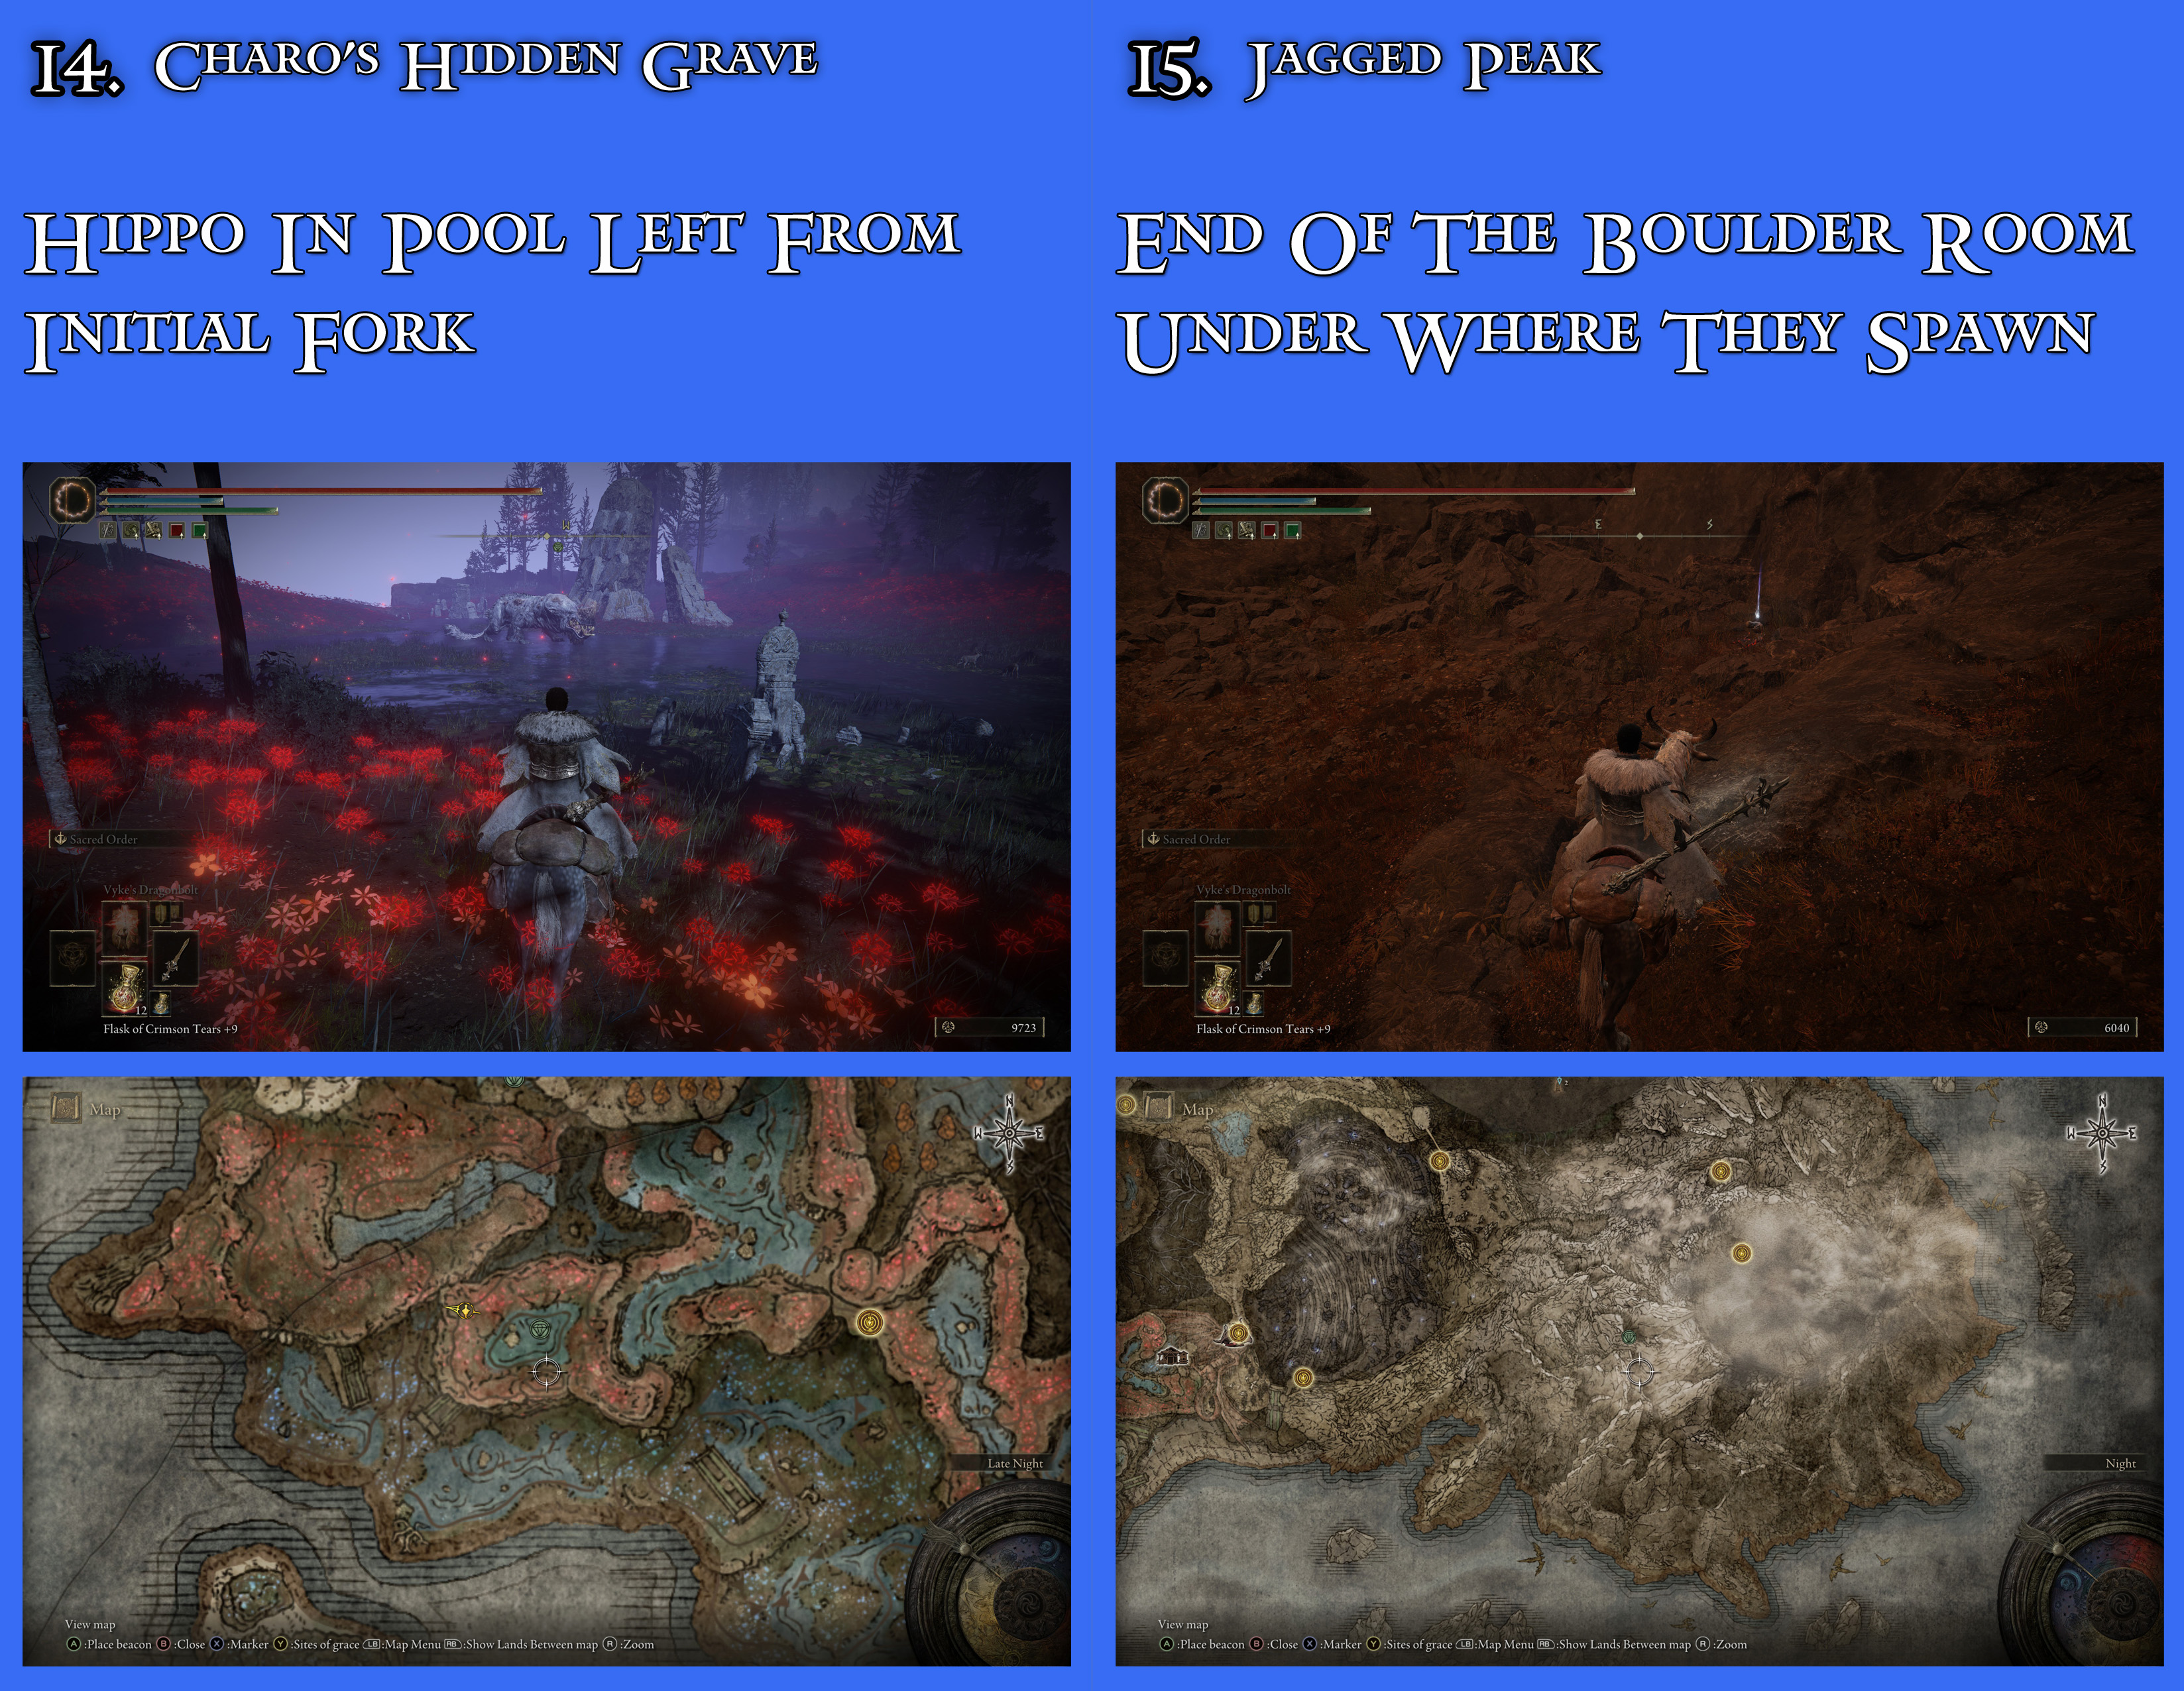 14. Charo's Hidden Grave
Hippo In Pool Left From
Initial Fork
W
Sacred Order
Vyke's Dragonbolt
12
Flask of Crimson Tears +9
9723
Map
N
W E
S
Late Night
View map
A:Place beacon B:Close X:Marker Y:Sites of grace LB:Map Menu RB:Show Lands Between map R:Zoom
15. Jagged Peak
End Of The Boulder Room
Under Where They Spawn
E S
Sacred Order
Vyke's Dragonbolt
12
Flask of Crimson Tears +9
6040
Map
N
W E
S
Night
View map
A:Place beacon B:Close X:Marker Y:Sites of grace LB:Map Menu RB:Show Lands Between map R:Zoom